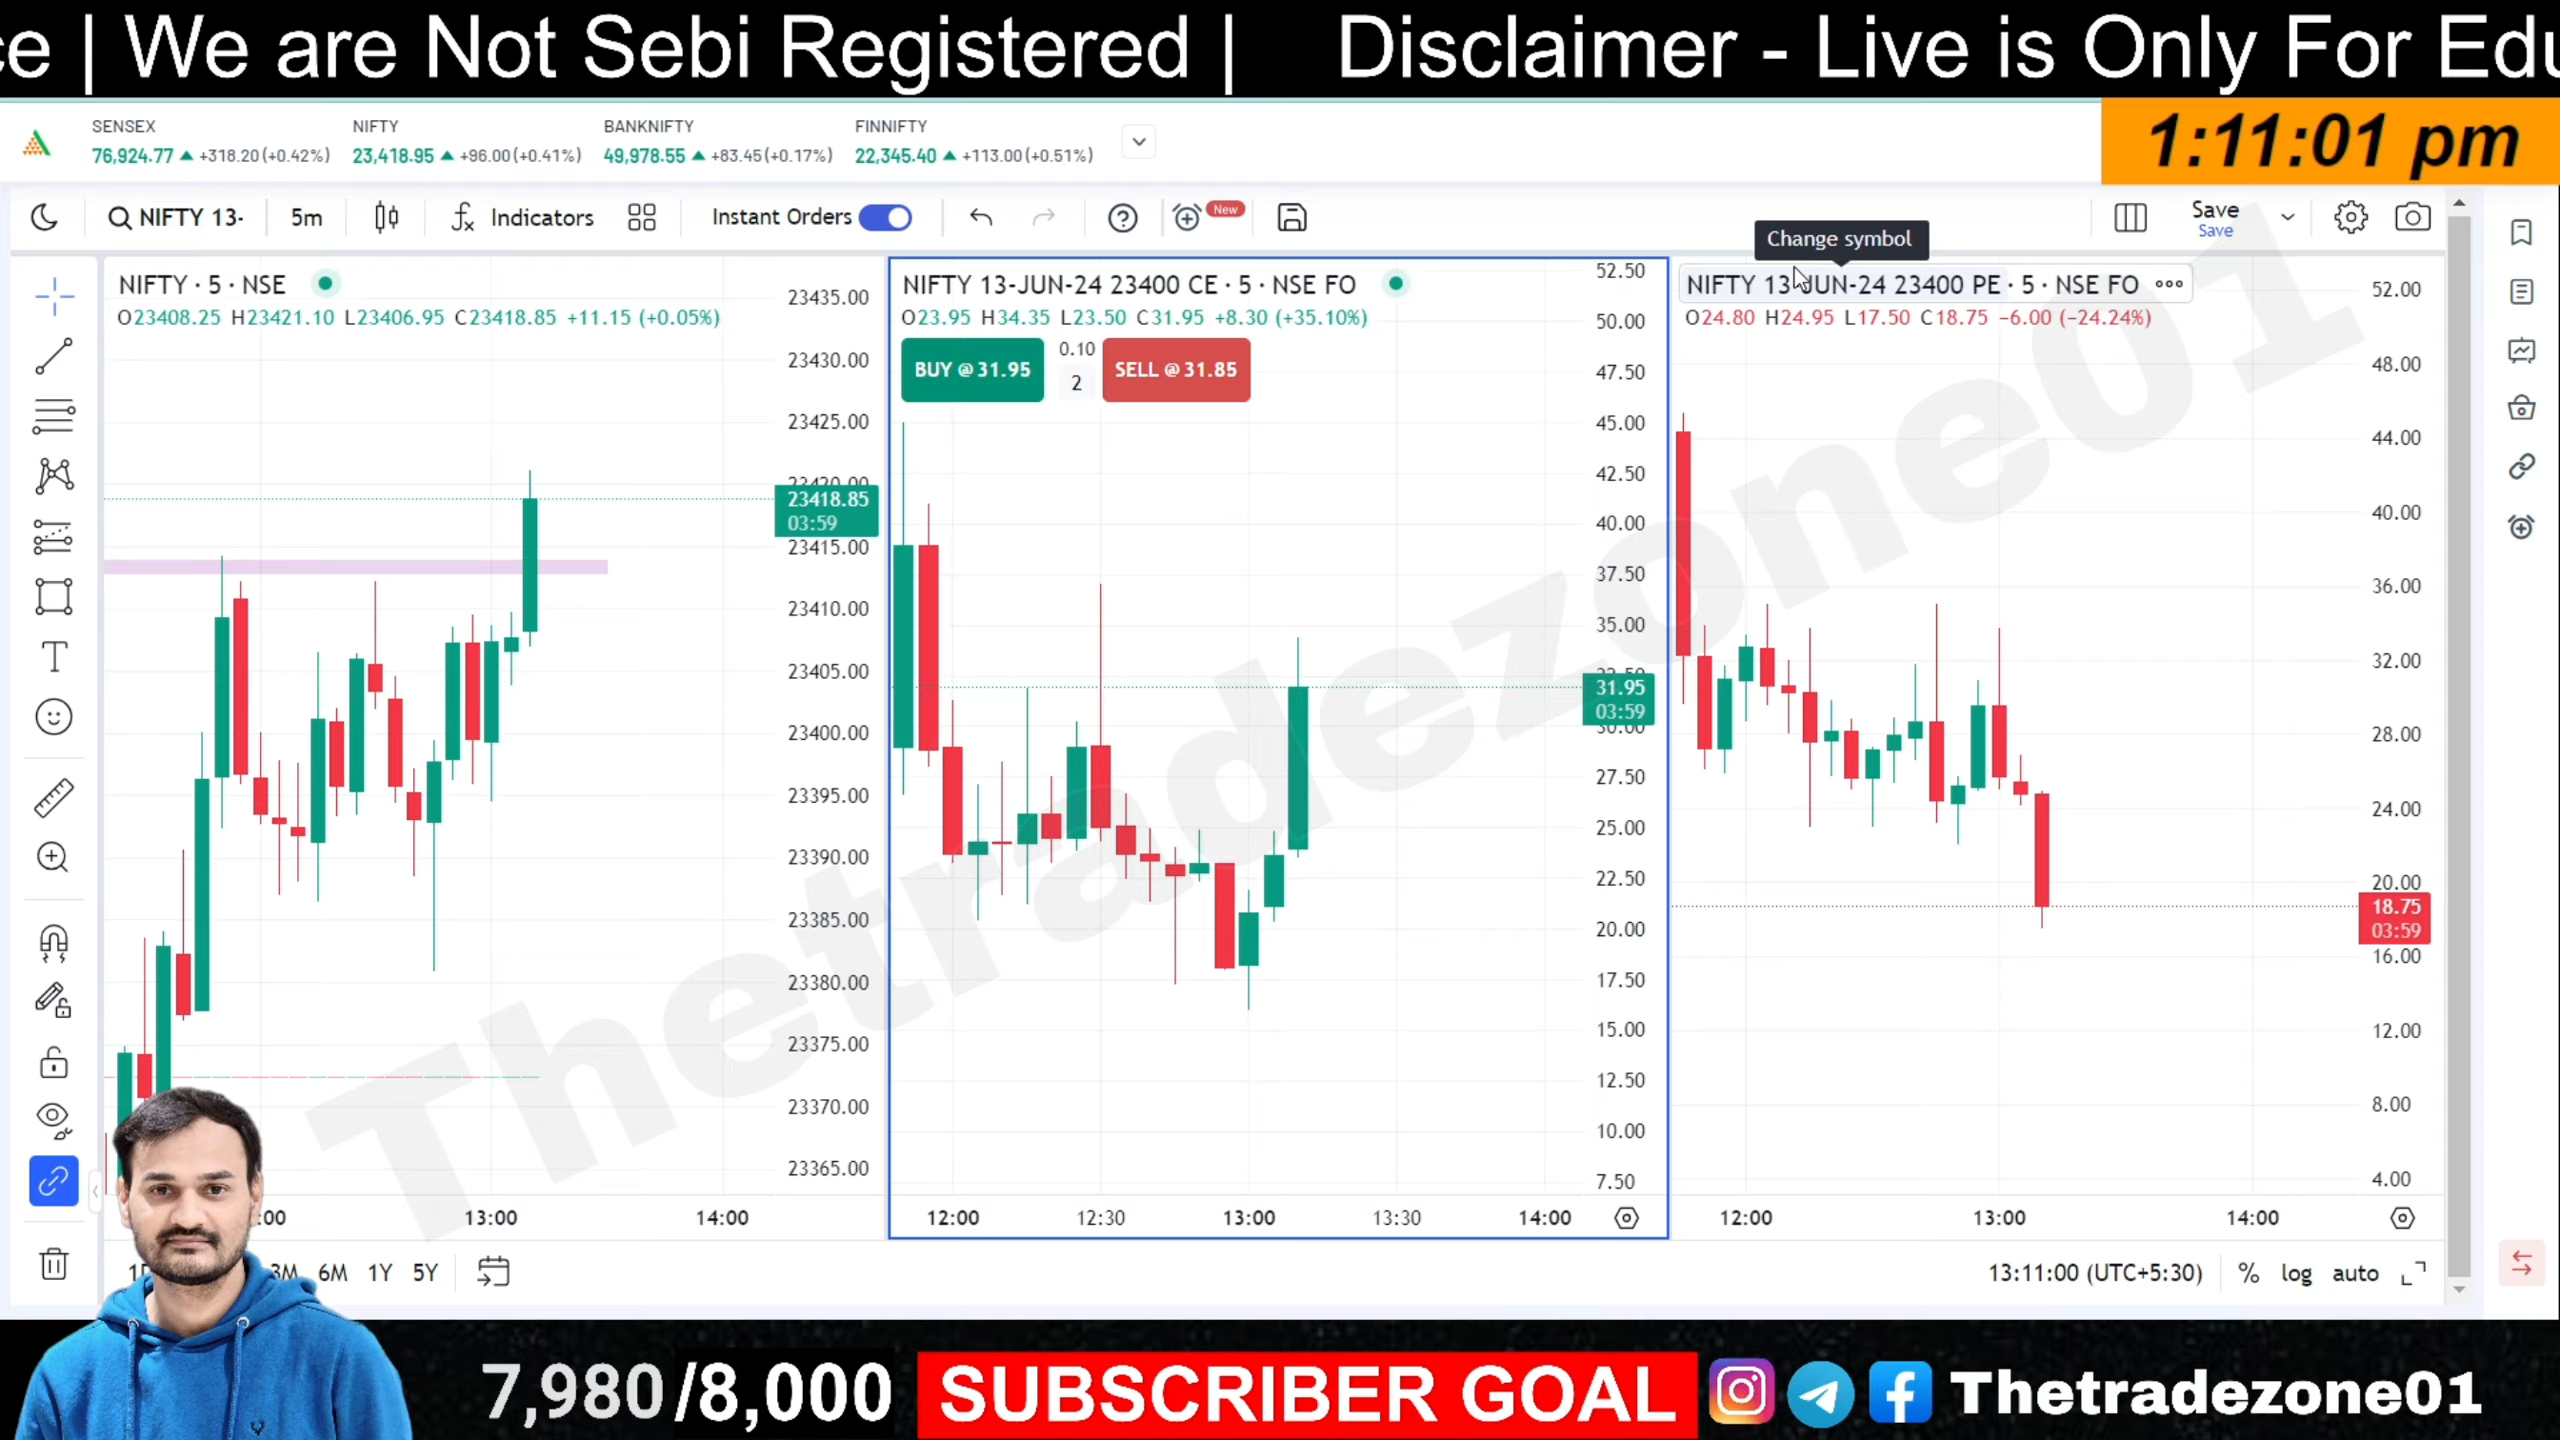 ce | We are Not Sebi Registered |    Disclaimer - Live is Only For Edu
1:11:01 pm
SENSEX
76,924.77 ▲ +318.20(+0.42%)
NIFTY
23,418.95 ▲ +96.00(+0.41%)
BANKNIFTY
49,978.55 ▲ +83.45(+0.17%)
FINNIFTY
22,345.40 ▲ +113.00(+0.51%)
NIFTY 13-
5m
Indicators
Instant Orders
New
Save
Save
Change symbol
NIFTY · 5 · NSE
O23408.25 H23421.10 L23406.95 C23418.85 +11.15 (+0.05%)
23435.00
23430.00
23425.00
23420.00
23418.85
03:59
23415.00
23410.00
23405.00
23400.00
23395.00
23390.00
23385.00
23380.00
23375.00
23370.00
23365.00
:00
13:00
14:00
NIFTY 13-JUN-24 23400 CE · 5 · NSE FO
O23.95 H34.35 L23.50 C31.95 +8.30 (+35.10%)
BUY @ 31.95
0.10
2
SELL @ 31.85
52.50
50.00
47.50
45.00
42.50
40.00
37.50
35.00
32.50
31.95
03:59
30.00
27.50
25.00
22.50
20.00
17.50
15.00
12.50
10.00
7.50
12:00
12:30
13:00
13:30
14:00
NIFTY 13-JUN-24 23400 PE · 5 · NSE FO
O24.80 H24.95 L17.50 C18.75 −6.00 (−24.24%)
52.00
48.00
44.00
40.00
36.00
32.00
28.00
24.00
20.00
18.75
03:59
16.00
12.00
8.00
4.00
12:00
13:00
14:00
Thetradezone01
3M
6M
1Y
5Y
13:11:00 (UTC+5:30)
%
log
auto
7,980/8,000
SUBSCRIBER GOAL
Thetradezone01